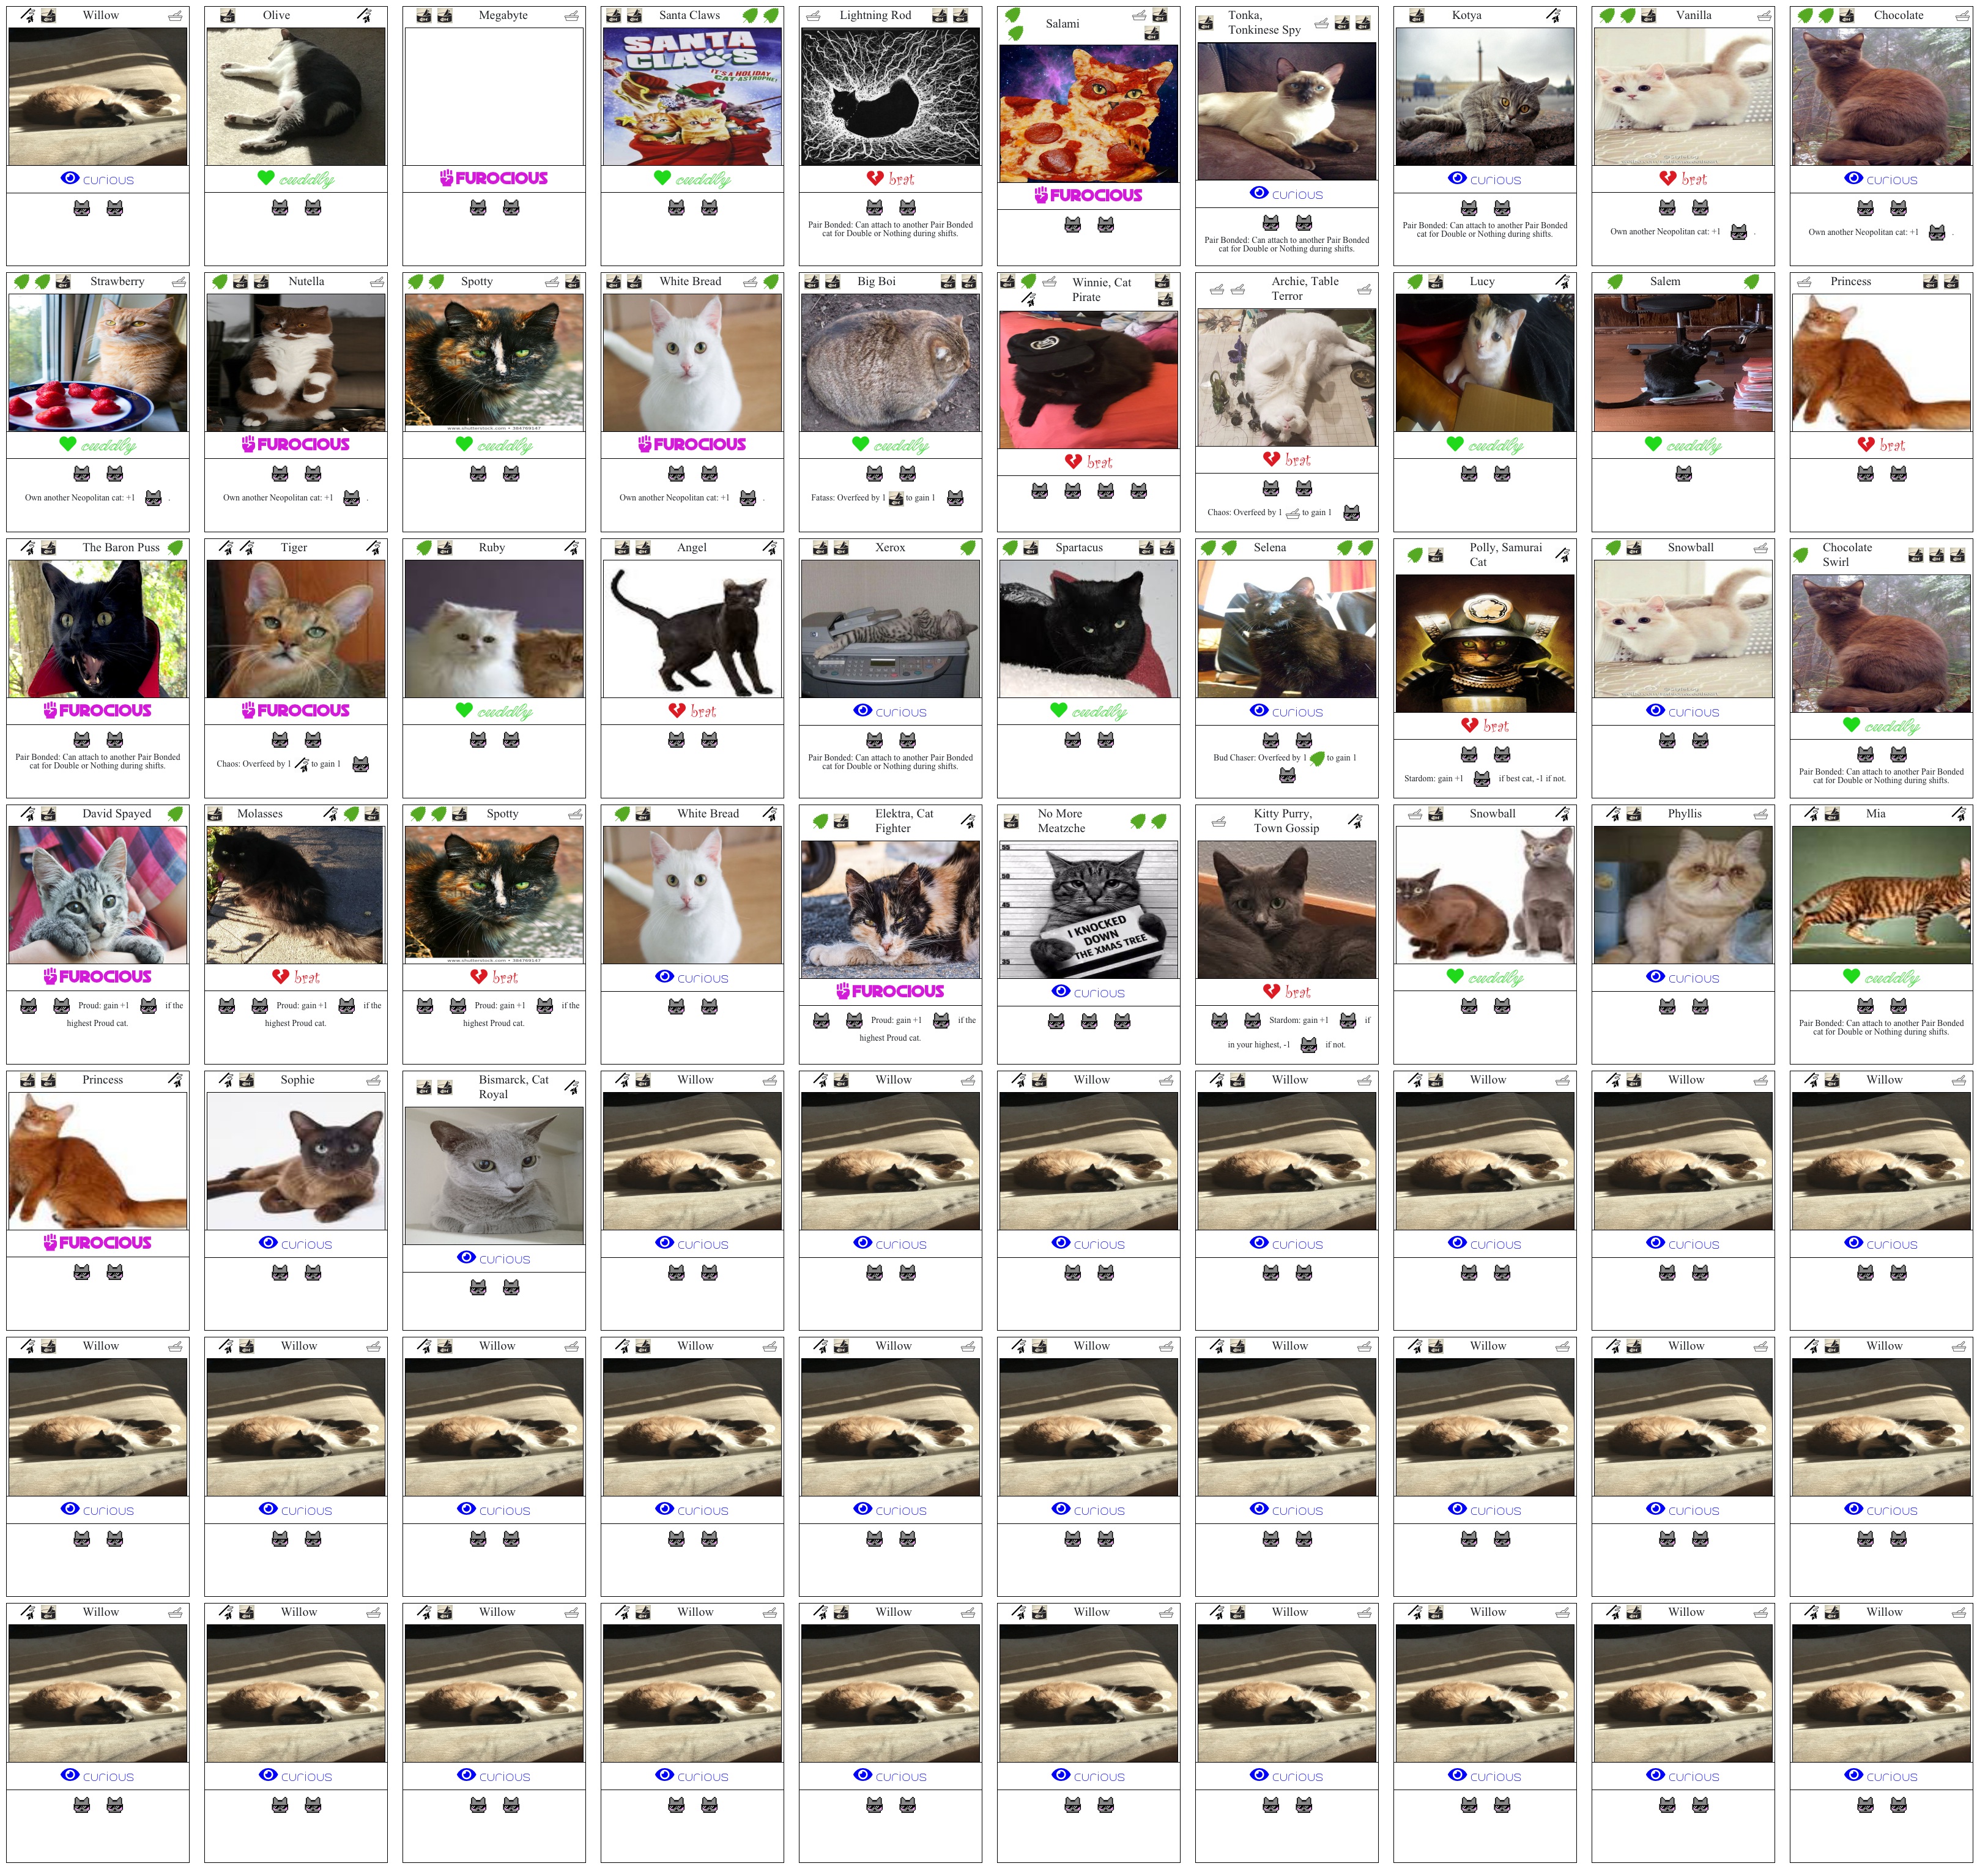 Willow
curious
Olive
cuddly
Megabyte
FUROCIOUS
Santa Claws
SANTA
CLAWS
IT'S A HOLIDAY
CAT-ASTROPHE!
cuddly
Lightning Rod
brat
Pair Bonded: Can attach to another Pair Bonded
cat for Double or Nothing during shifts.
Salami
FUROCIOUS
Tonka,
Tonkinese Spy
curious
Pair Bonded: Can attach to another Pair Bonded
cat for Double or Nothing during shifts.
Kotya
curious
Pair Bonded: Can attach to another Pair Bonded
cat for Double or Nothing during shifts.
Vanilla
brat
Own another Neopolitan cat: +1 .
Chocolate
curious
Own another Neopolitan cat: +1 .
Strawberry
cuddly
Own another Neopolitan cat: +1 .
Nutella
FUROCIOUS
Own another Neopolitan cat: +1 .
Spotty
www.shutterstock.com • 384769147
cuddly
White Bread
FUROCIOUS
Own another Neopolitan cat: +1 .
Big Boi
cuddly
Fatass: Overfeed by 1 to gain 1
Winnie, Cat
Pirate
brat
Archie, Table
Terror
brat
Chaos: Overfeed by 1 to gain 1
Lucy
cuddly
Salem
cuddly
Princess
brat
The Baron Puss
FUROCIOUS
Pair Bonded: Can attach to another Pair Bonded
cat for Double or Nothing during shifts.
Tiger
FUROCIOUS
Chaos: Overfeed by 1 to gain 1
Ruby
cuddly
Angel
brat
Xerox
curious
Pair Bonded: Can attach to another Pair Bonded
cat for Double or Nothing during shifts.
Spartacus
cuddly
Selena
curious
Bud Chaser: Overfeed by 1 to gain 1
Polly, Samurai
Cat
brat
Stardom: gain +1 if best cat, -1 if not.
Snowball
curious
Chocolate
Swirl
cuddly
Pair Bonded: Can attach to another Pair Bonded
cat for Double or Nothing during shifts.
David Spayed
FUROCIOUS
Proud: gain +1 if the
highest Proud cat.
Molasses
brat
Proud: gain +1 if the
highest Proud cat.
Spotty
www.shutterstock.com • 384769147
brat
Proud: gain +1 if the
highest Proud cat.
White Bread
curious
Elektra, Cat
Fighter
FUROCIOUS
Proud: gain +1 if the
highest Proud cat.
No More
Meatzche
55
50
45
40
35
I KNOCKED
DOWN
THE XMAS TREE
curious
Kitty Purry,
Town Gossip
brat
Stardom: gain +1 if
in your highest, -1 if not.
Snowball
cuddly
Phyllis
curious
Mia
cuddly
Pair Bonded: Can attach to another Pair Bonded
cat for Double or Nothing during shifts.
Princess
FUROCIOUS
Sophie
curious
Bismarck, Cat
Royal
curious
Willow
curious
Willow
curious
Willow
curious
Willow
curious
Willow
curious
Willow
curious
Willow
curious
Willow
curious
Willow
curious
Willow
curious
Willow
curious
Willow
curious
Willow
curious
Willow
curious
Willow
curious
Willow
curious
Willow
curious
Willow
curious
Willow
curious
Willow
curious
Willow
curious
Willow
curious
Willow
curious
Willow
curious
Willow
curious
Willow
curious
Willow
curious